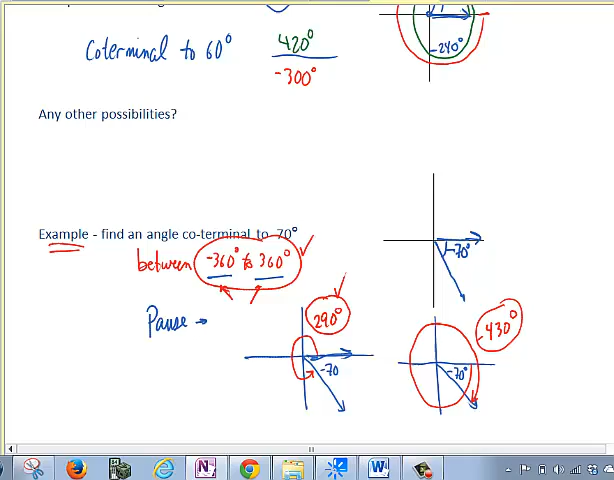 Coterminal to 60° 420°
-300°
-240°
Any other possibilities?
Example - find an angle co-terminal to -70°
between -360° to 360°
-70°
Pause → 290°
-430°
-70
-70°